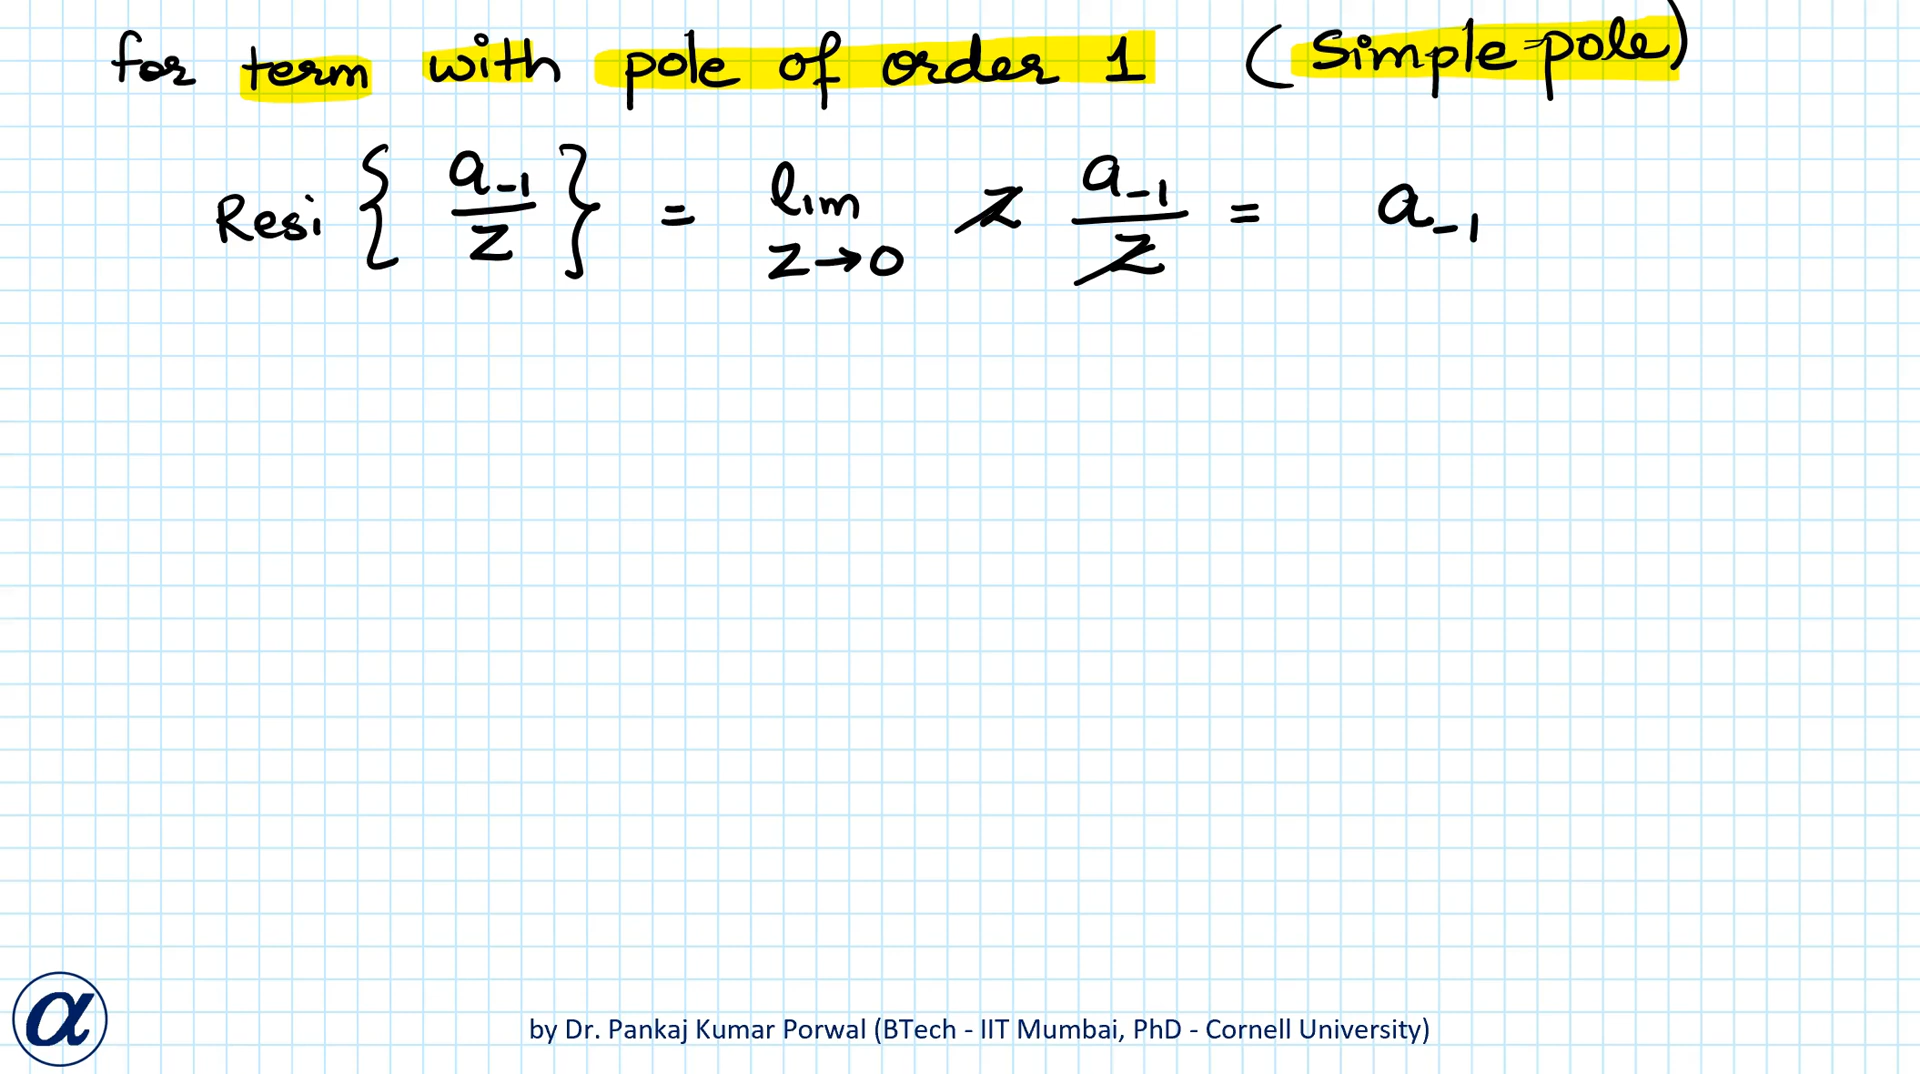 for term with pole of order 1 (Simple pole)
Resi { a₋₁ / z } = lim z→0 z a₋₁ / z = a₋₁
α
by Dr. Pankaj Kumar Porwal (BTech - IIT Mumbai, PhD - Cornell University)